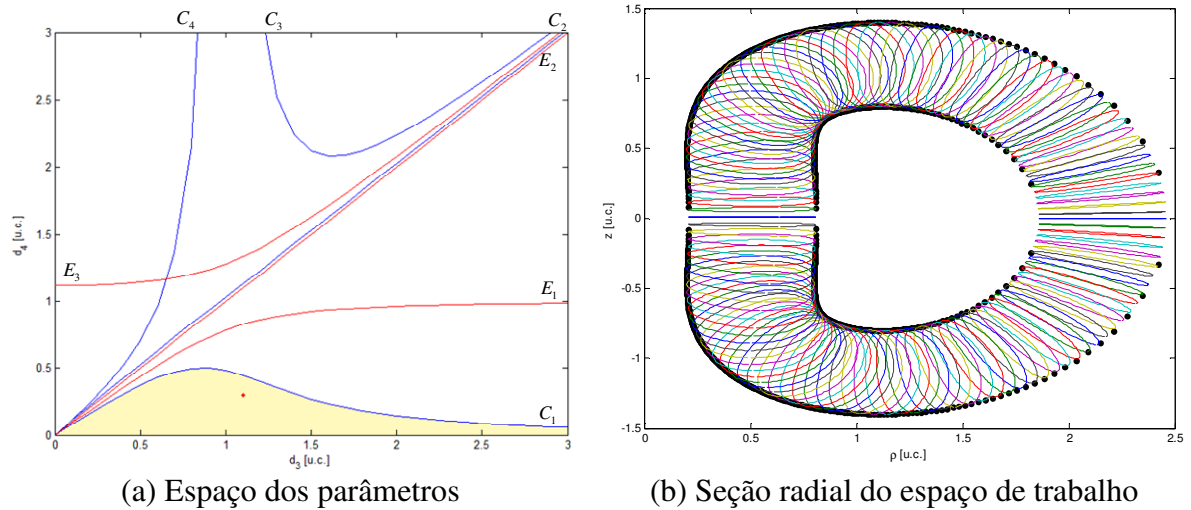 C₄
C₃
C₂
E₂
E₃
E₁
C₁
3
2.5
2
1.5
1
0.5
0
0
0.5
1
1.5
2
2.5
3
d₄ [u.c.]
d₃ [u.c.]
(a) Espaço dos parâmetros
1.5
1
0.5
0
-0.5
-1
-1.5
0
0.5
1
1.5
2
2.5
z [u.c.]
ρ [u.c.]
(b) Seção radial do espaço de trabalho